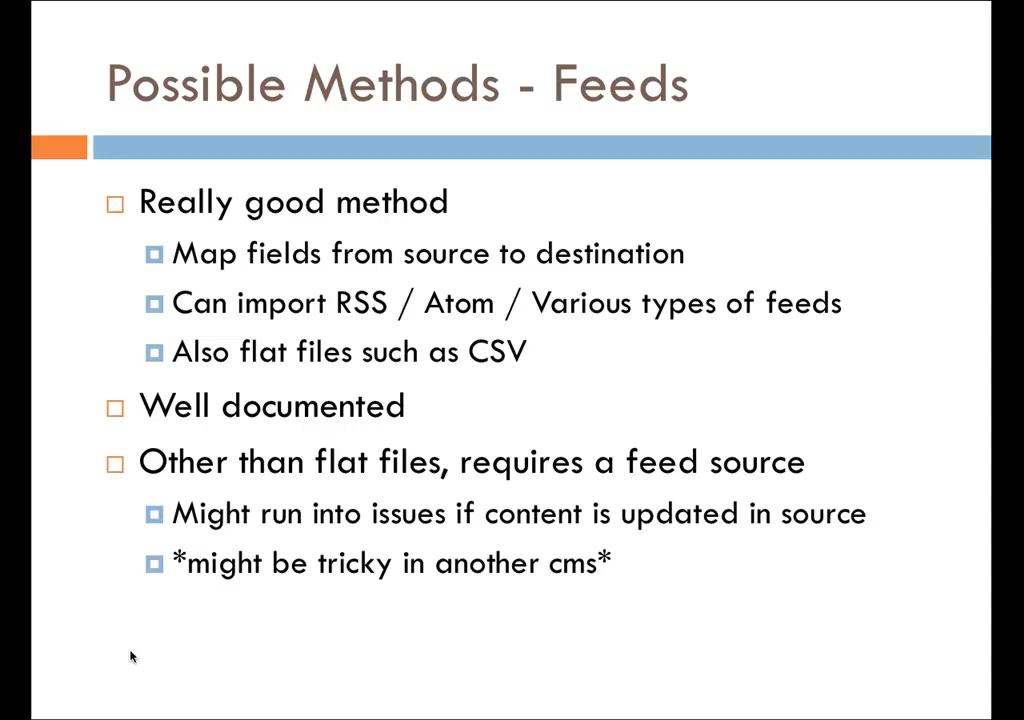 Possible Methods - Feeds
Really good method
Map fields from source to destination
Can import RSS / Atom / Various types of feeds
Also flat files such as CSV
Well documented
Other than flat files, requires a feed source
Might run into issues if content is updated in source
*might be tricky in another cms*